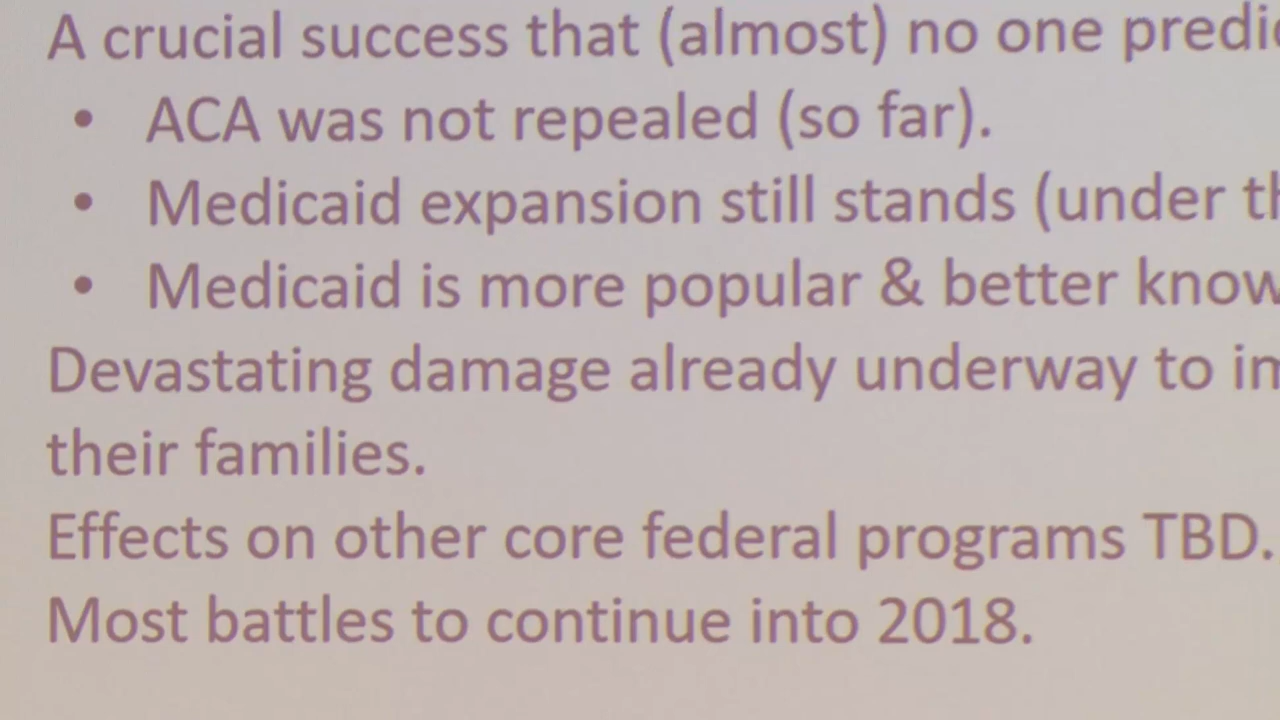 A crucial success that (almost) no one predic
• ACA was not repealed (so far).
• Medicaid expansion still stands (under th
• Medicaid is more popular & better know
Devastating damage already underway to im
their families.
Effects on other core federal programs TBD.
Most battles to continue into 2018.